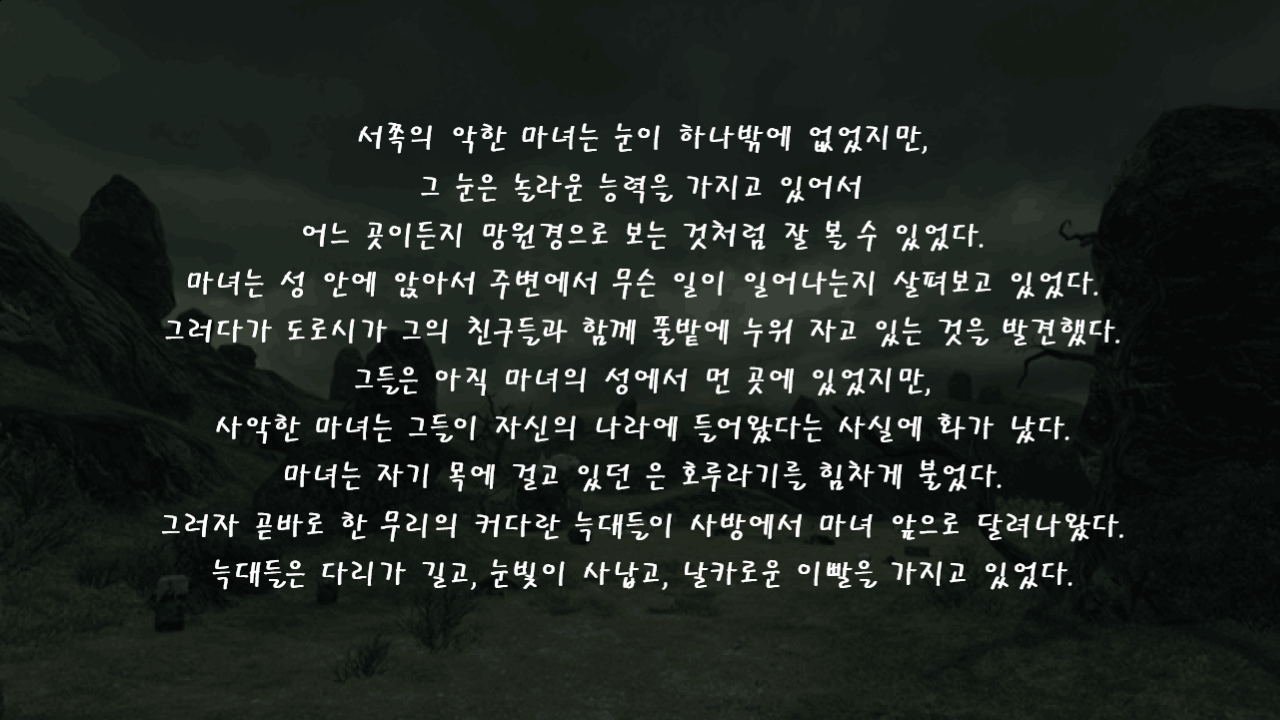 서쪽의 악한 마녀는 눈이 하나밖에 없었지만,
그 눈은 놀라운 능력을 가지고 있어서
어느 곳이든지 망원경으로 보는 것처럼 잘 볼 수 있었다.
마녀는 성 안에 앉아서 주변에서 무슨 일이 일어나는지 살펴보고 있었다.
그러다가 도로시가 그의 친구들과 함께 풀밭에 누워 자고 있는 것을 발견했다.
그들은 아직 마녀의 성에서 먼 곳에 있었지만,
사악한 마녀는 그들이 자신의 나라에 들어왔다는 사실에 화가 났다.
마녀는 자기 목에 걸고 있던 은 호루라기를 힘차게 불었다.
그러자 곧바로 한 무리의 커다란 늑대들이 사방에서 마녀 앞으로 달려나왔다.
늑대들은 다리가 길고, 눈빛이 사납고, 날카로운 이빨을 가지고 있었다.